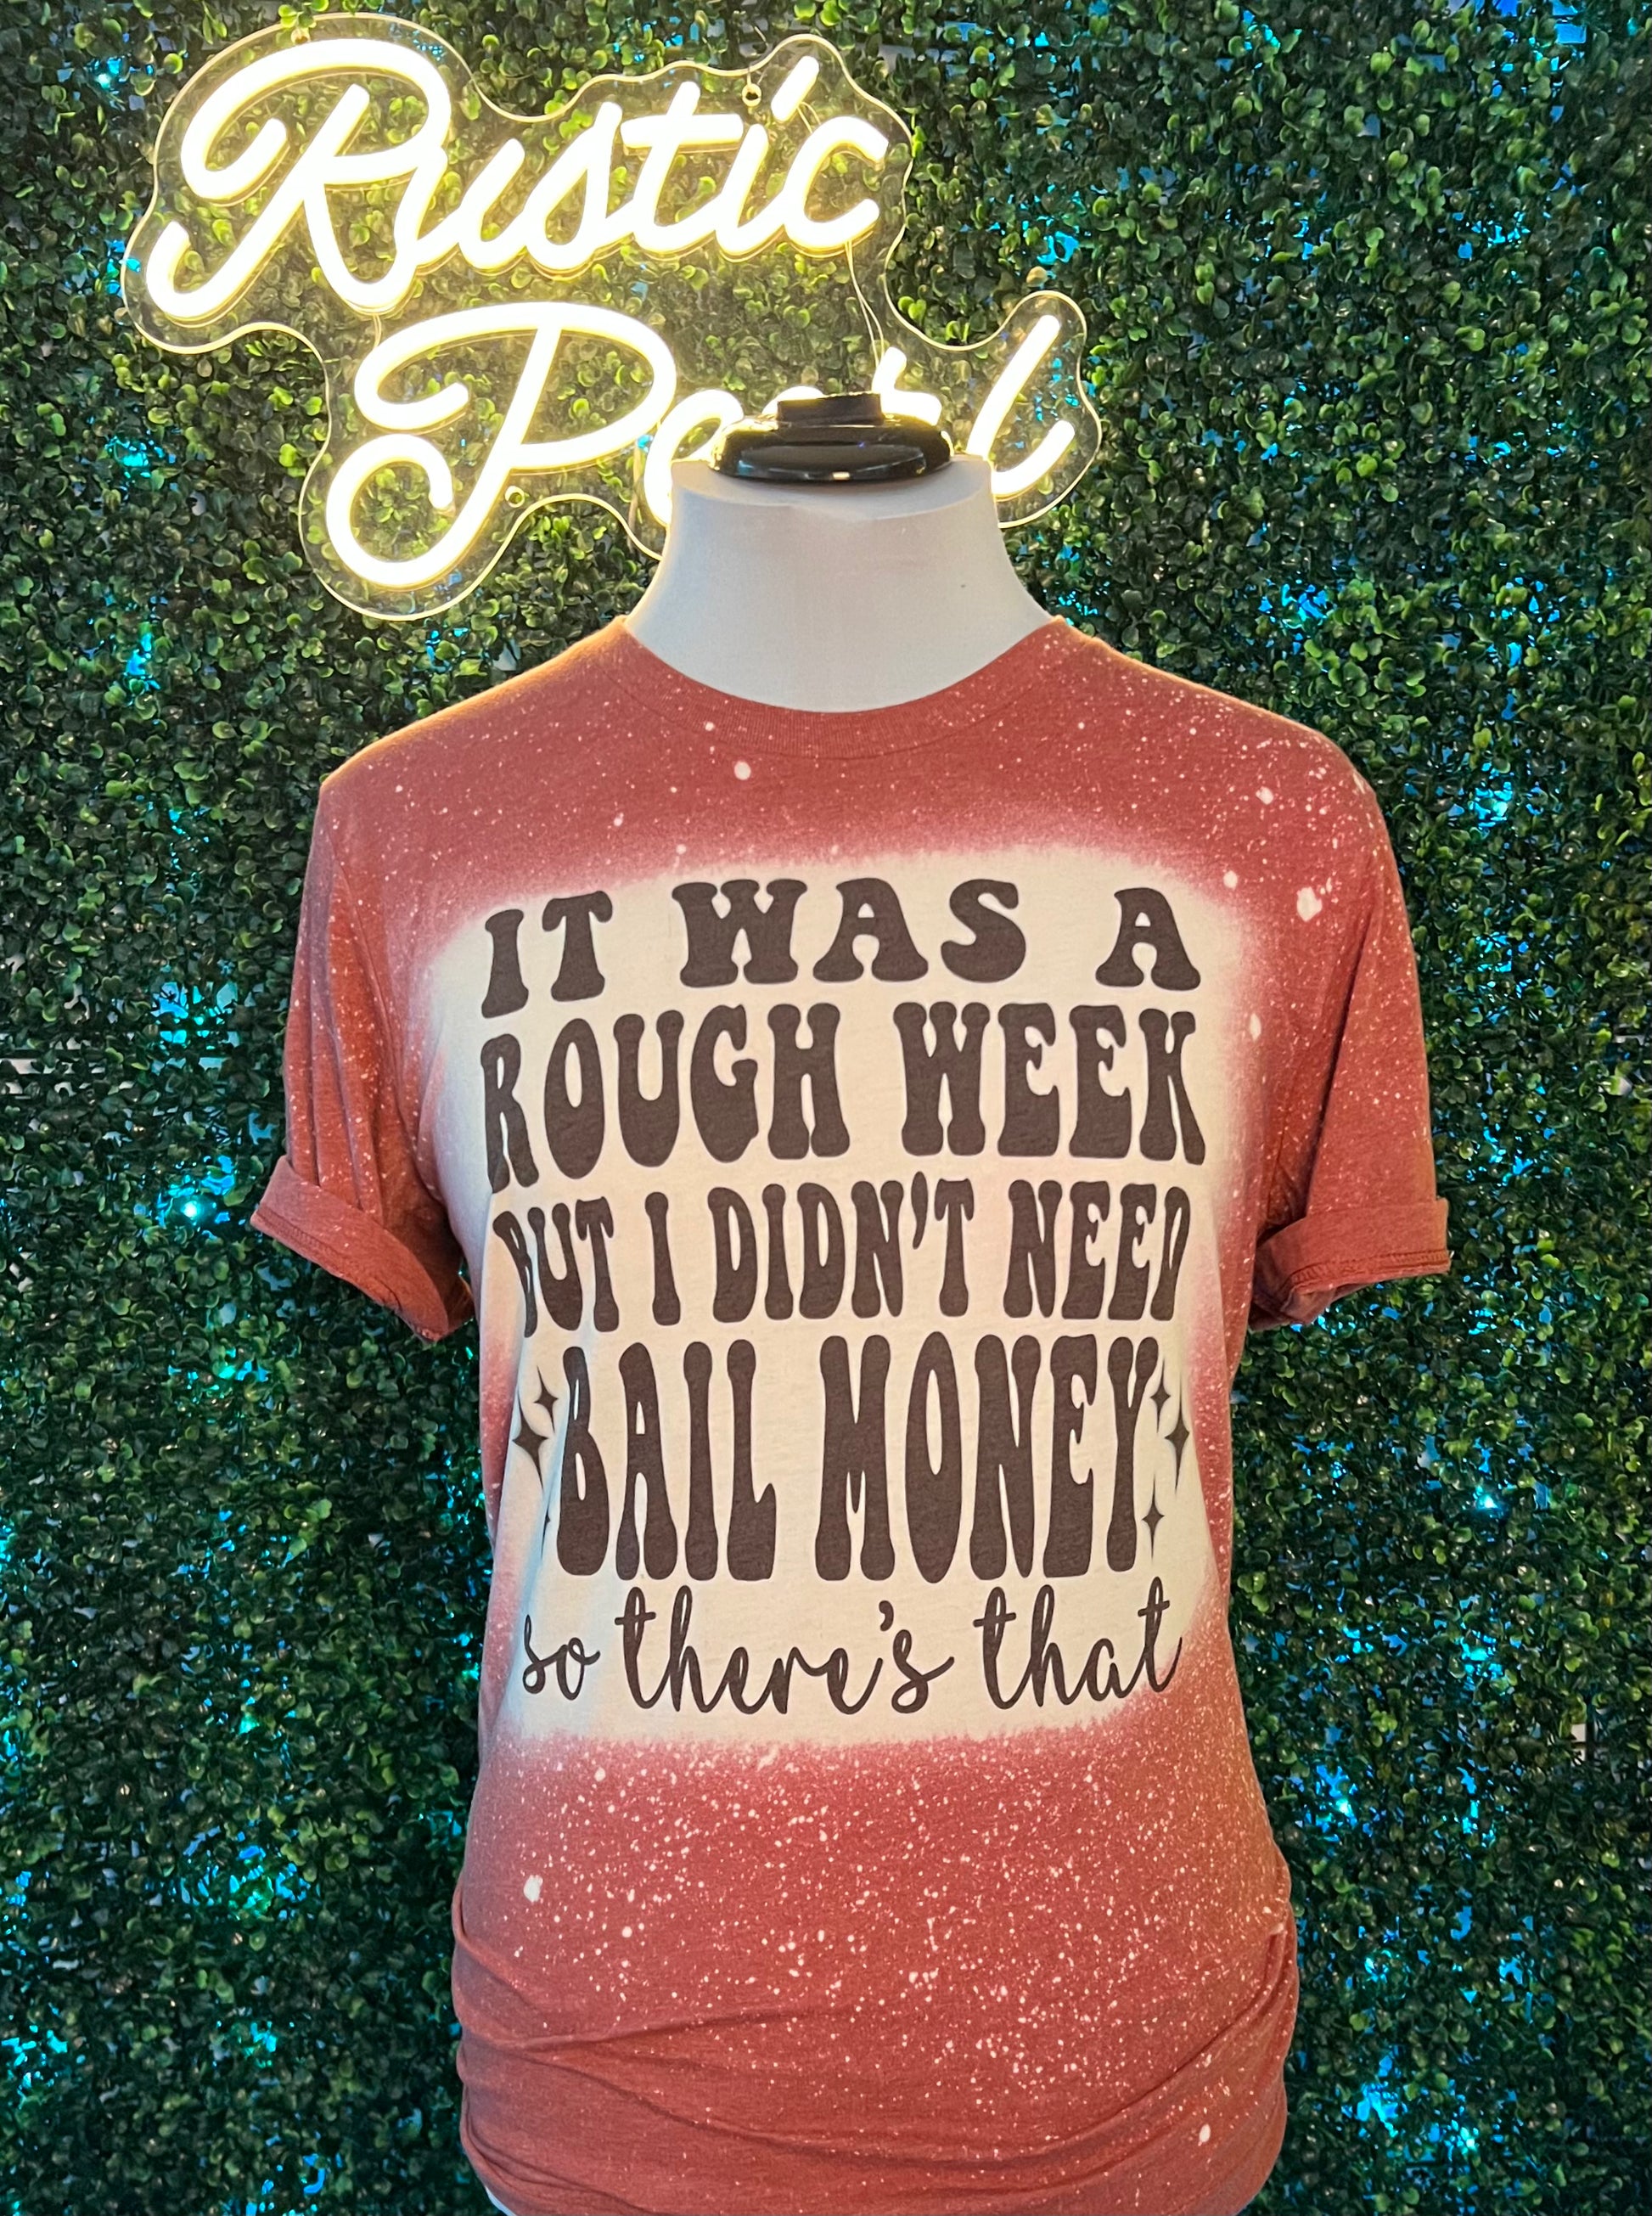 Rustic
Pearl
IT WAS A
ROUGH WEEK
BUT I DIDN'T NEED
BAIL MONEY
so there's that